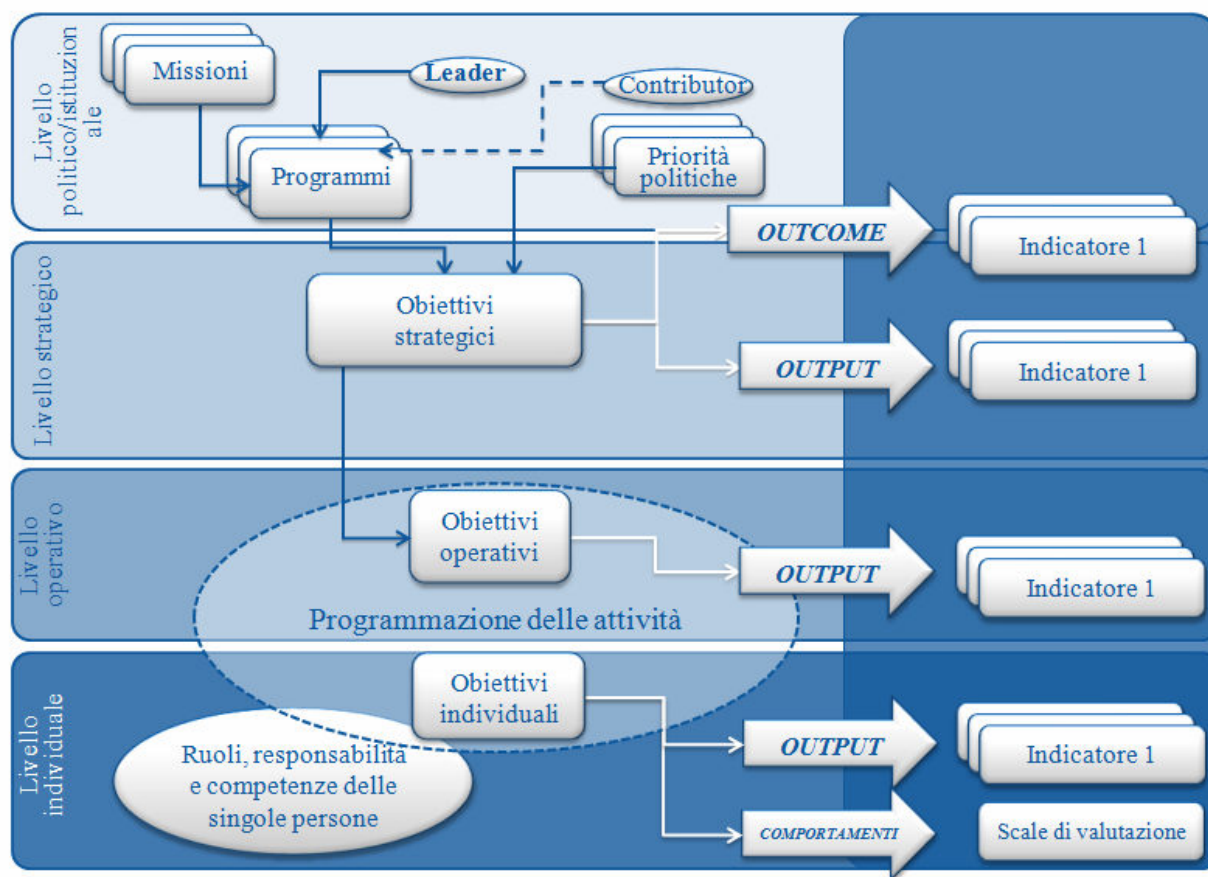 Livello
politico/istituzion
ale
Missioni
Leader
Contributor
Programmi
Priorità
politiche
OUTCOME
Indicatore 1
Livello strategico
Obiettivi
strategici
OUTPUT
Indicatore 1
Livello
operativo
Obiettivi
operativi
OUTPUT
Indicatore 1
Programmazione delle attività
Livello
individuale
Obiettivi
individuali
Ruoli, responsabilità
e competenze delle
singole persone
OUTPUT
Indicatore 1
COMPORTAMENTI
Scale di valutazione